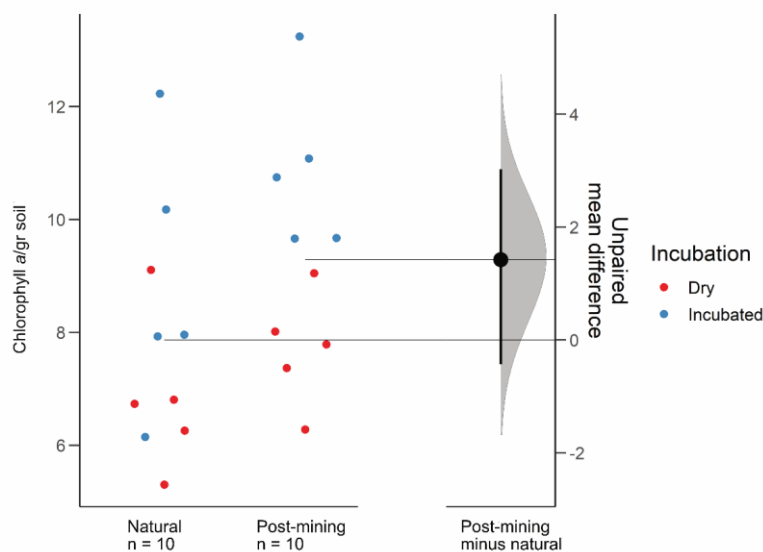 Chlorophyll a/gr soil
12
10
8
6
Natural
n = 10
Post-mining
n = 10
4
2
0
-2
Unpaired
mean difference
Post-mining
minus natural
Incubation
Dry
Incubated